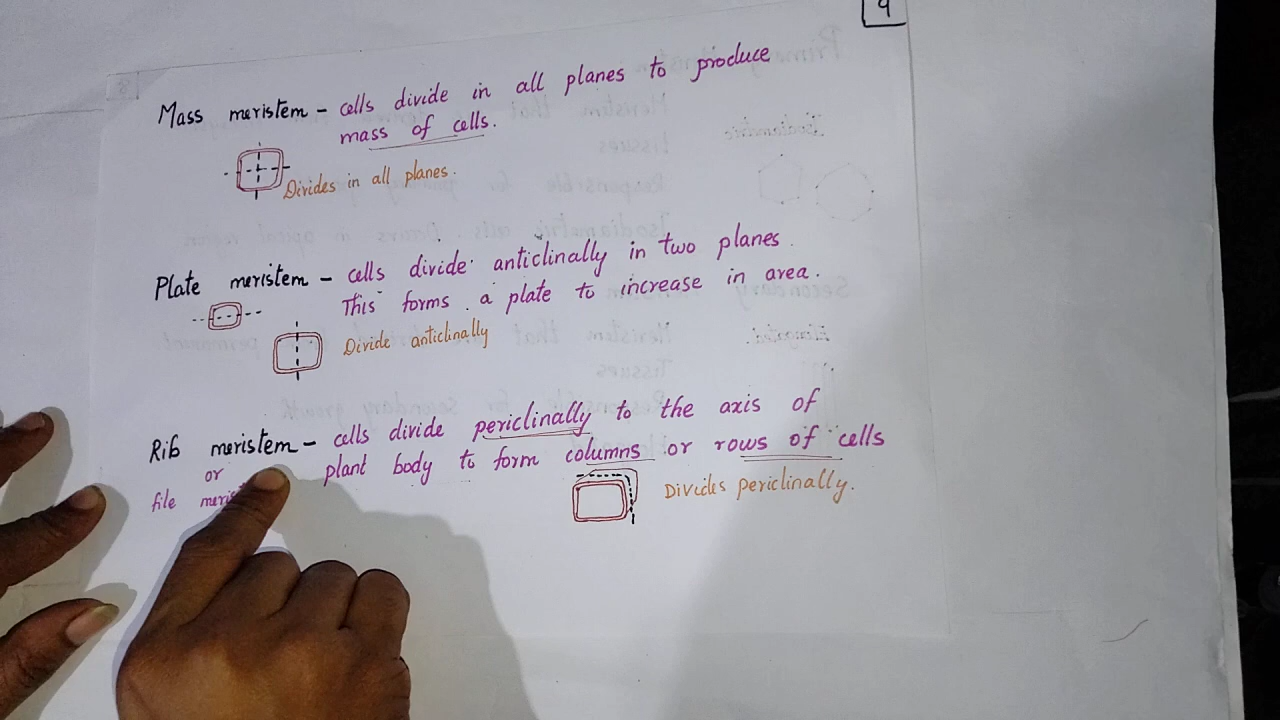 9
Mass meristem - cells divide in all planes to produce
mass of cells.
Divides in all planes.
Plate meristem - cells divide anticlinally in two planes.
This forms a plate to increase in area.
Divide anticlinally
Rib meristem - cells divide periclinally to the axis of
or plant body to form columns or rows of cells
file
Divides periclinally.